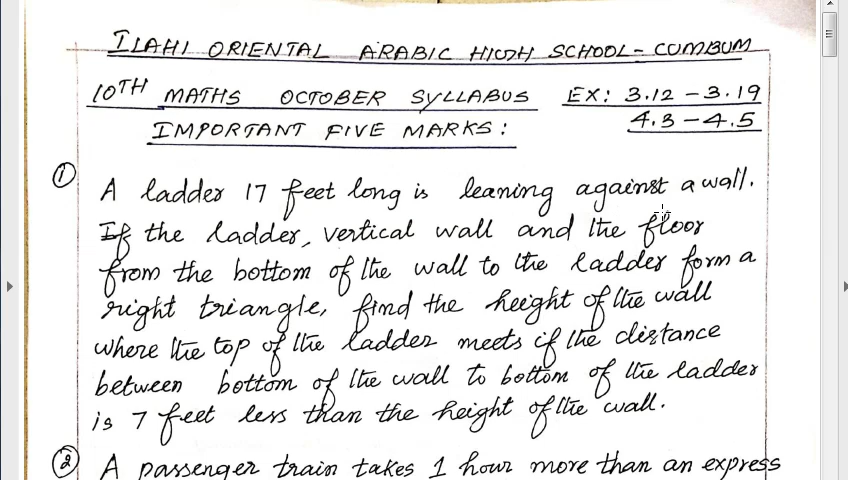 ILAHI ORIENTAL ARABIC HIGH SCHOOL - CUMBUM
10TH MATHS OCTOBER SYLLABUS EX: 3.12 - 3.19
4.3 - 4.5
IMPORTANT FIVE MARKS:
① A ladder 17 feet long is leaning against a wall.
If the ladder, vertical wall and the floor
from the bottom of the wall to the ladder form a
right triangle, find the height of the wall
where the top of the ladder meets if the distance
between bottom of the wall to bottom of the ladder
is 7 feet less than the height of the wall.
② A passenger train takes 1 hour more than an express